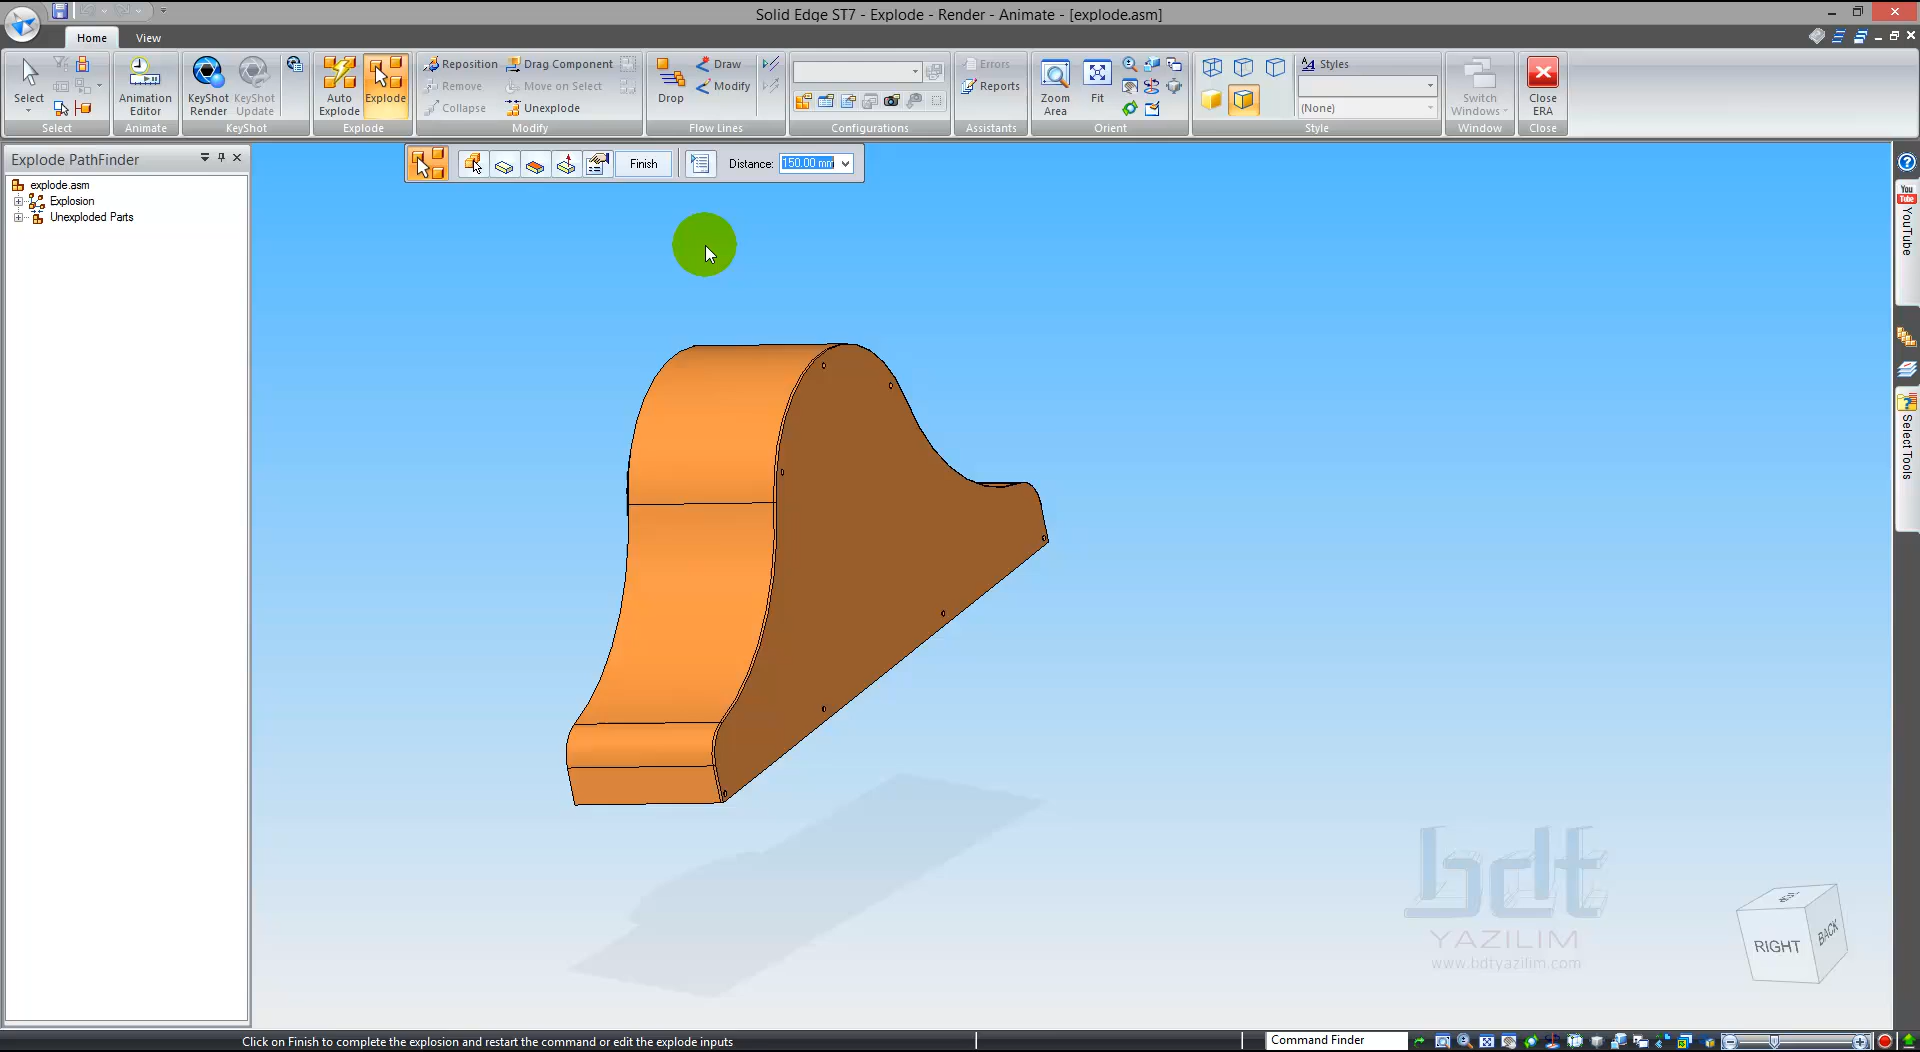 Solid Edge ST7 - Explode - Render - Animate - [explode.asm]
Home
View
Select
Select
Animation Editor
Animate
KeyShot Render
KeyShot Update
KeyShot
Auto Explode
Explode
Explode
Reposition
Remove
Collapse
Drag Component
Move on Select
Unexplode
Modify
Drop
Draw
Modify
Flow Lines
Configurations
Errors
Reports
Assistants
Zoom Area
Fit
Orient
Styles
(None)
Style
Switch Windows
Window
Close ERA
Close
Explode PathFinder
explode.asm
Explosion
Unexploded Parts
Finish
Distance:
150.00 mm
You Tube
YouTube
Select Tools
bdt
YAZILIM
www.bdtyazilim.com
RIGHT
BACK
Click on Finish to complete the explosion and restart the command or edit the explode inputs
Command Finder